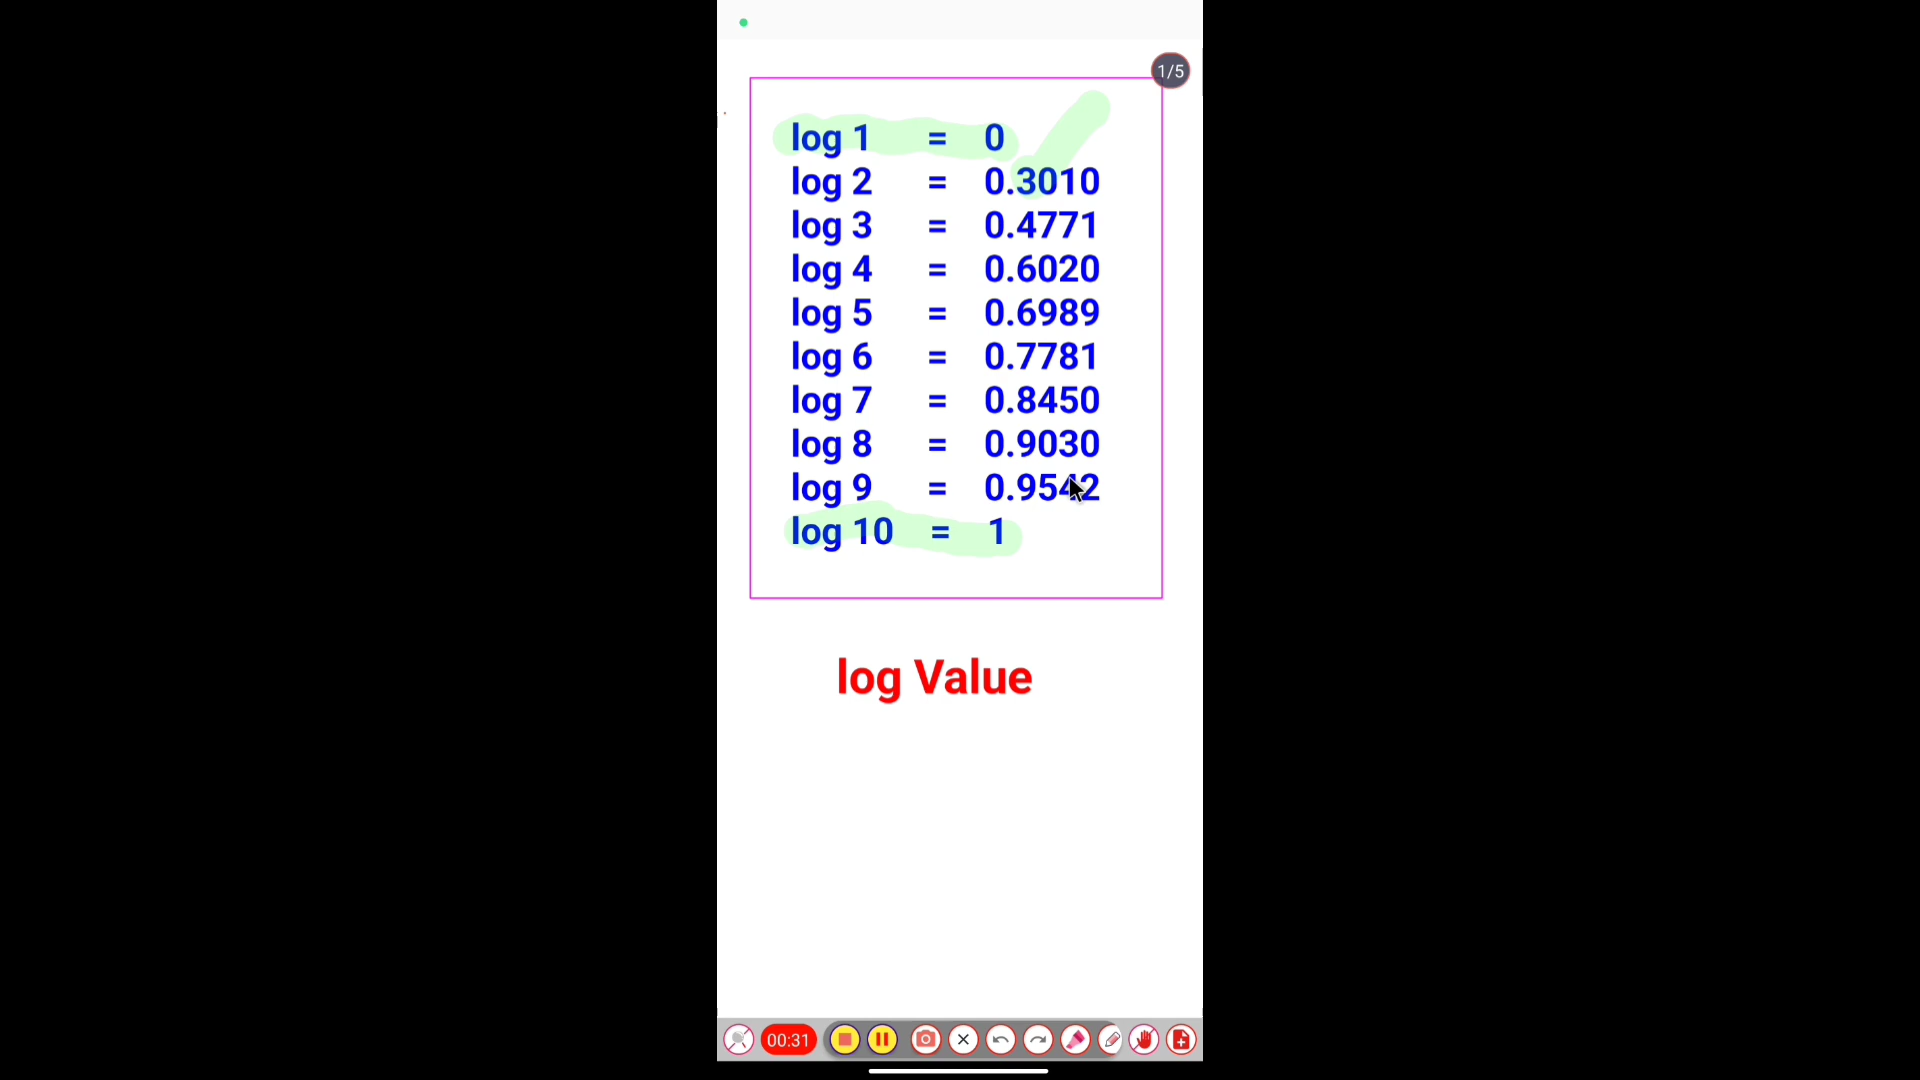 1/5
log 1 = 0
log 2 = 0.3010
log 3 = 0.4771
log 4 = 0.6020
log 5 = 0.6989
log 6 = 0.7781
log 7 = 0.8450
log 8 = 0.9030
log 9 = 0.9542
log 10 = 1
log Value
00:31